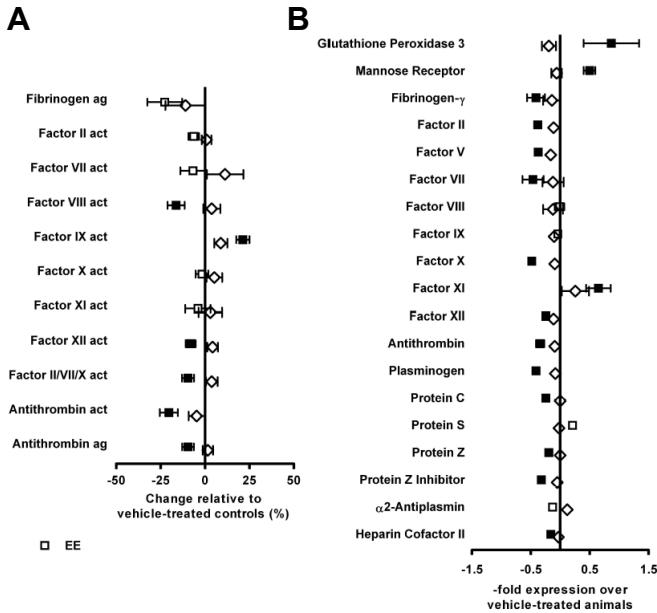 A
Fibrinogen ag
Factor II act
Factor VII act
Factor VIII act
Factor IX act
Factor X act
Factor XI act
Factor XII act
Factor II/VII/X act
Antithrombin act
Antithrombin ag
-50
-25
0
25
50
Change relative to
vehicle-treated controls (%)
EE
B
Glutathione Peroxidase 3
Mannose Receptor
Fibrinogen-γ
Factor II
Factor V
Factor VII
Factor VIII
Factor IX
Factor X
Factor XI
Factor XII
Antithrombin
Plasminogen
Protein C
Protein S
Protein Z
Protein Z Inhibitor
α2-Antiplasmin
Heparin Cofactor II
-1.5
-0.5
0.5
1.5
-fold expression over
vehicle-treated animals